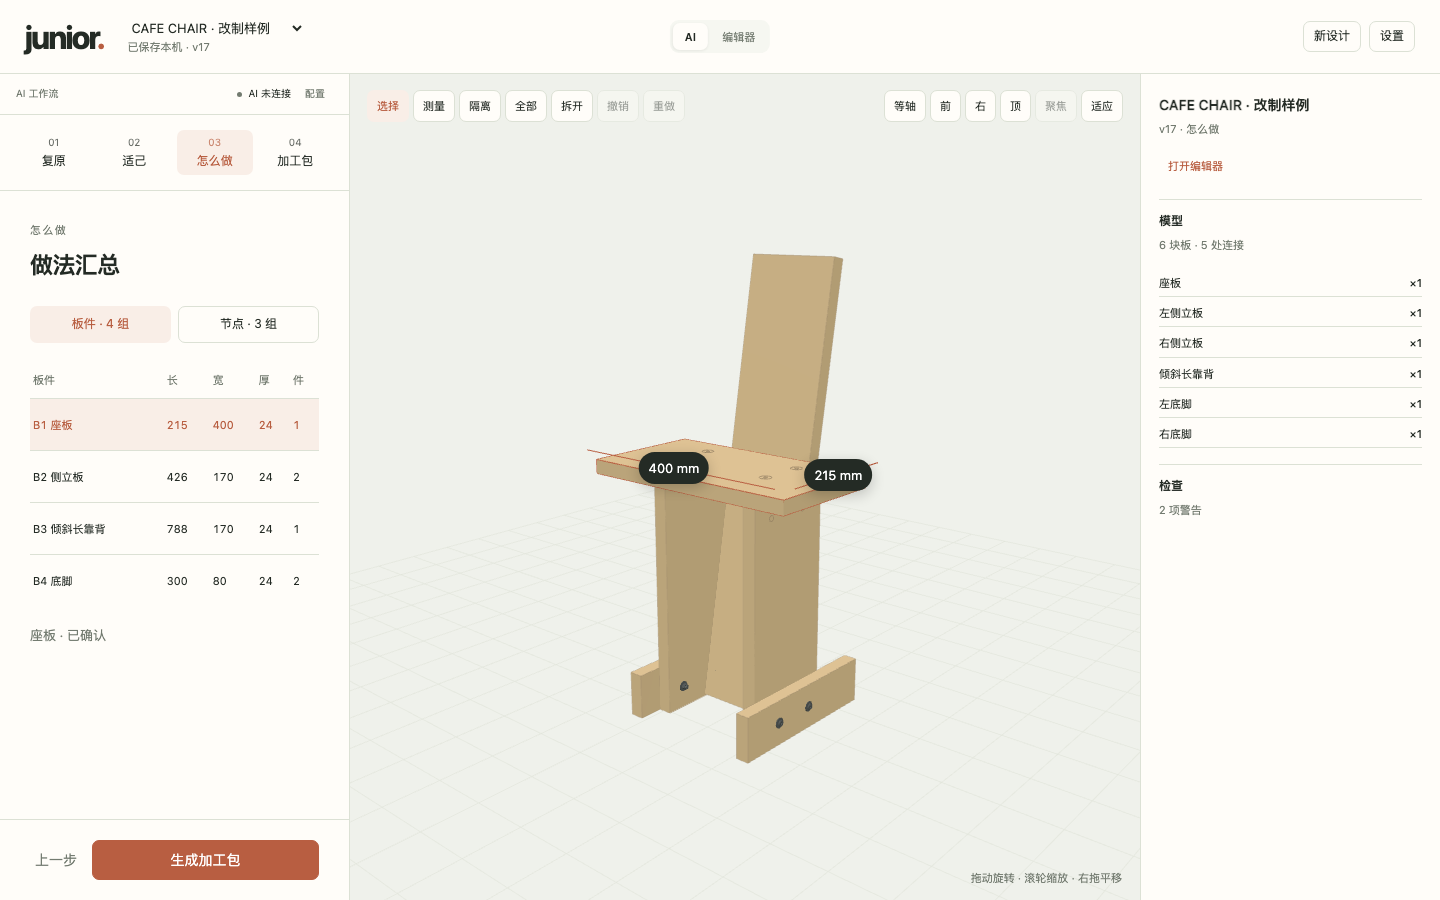 junior.
CAFE CHAIR · 改制样例
已保存本机 · v17
AI
编辑器
新设计
设置
AI 工作流
AI 未连接
配置
01
复原
02
适己
03
怎么做
04
加工包
怎么做
做法汇总
板件 · 4 组
节点 · 3 组
板件 长 宽 厚 件
B1 座板 215 400 24 1
B2 侧立板 426 170 24 2
B3 倾斜长靠背 788 170 24 1
B4 底脚 300 80 24 2
座板 · 已确认
上一步
生成加工包
选择
测量
隔离
全部
拆开
撤销
重做
等轴
前
右
顶
聚焦
适应
400 mm
215 mm
拖动旋转 · 滚轮缩放 · 右拖平移
CAFE CHAIR · 改制样例
v17 · 怎么做
打开编辑器
模型
6 块板 · 5 处连接
座板 ×1
左侧立板 ×1
右侧立板 ×1
倾斜长靠背 ×1
左底脚 ×1
右底脚 ×1
检查
2 项警告